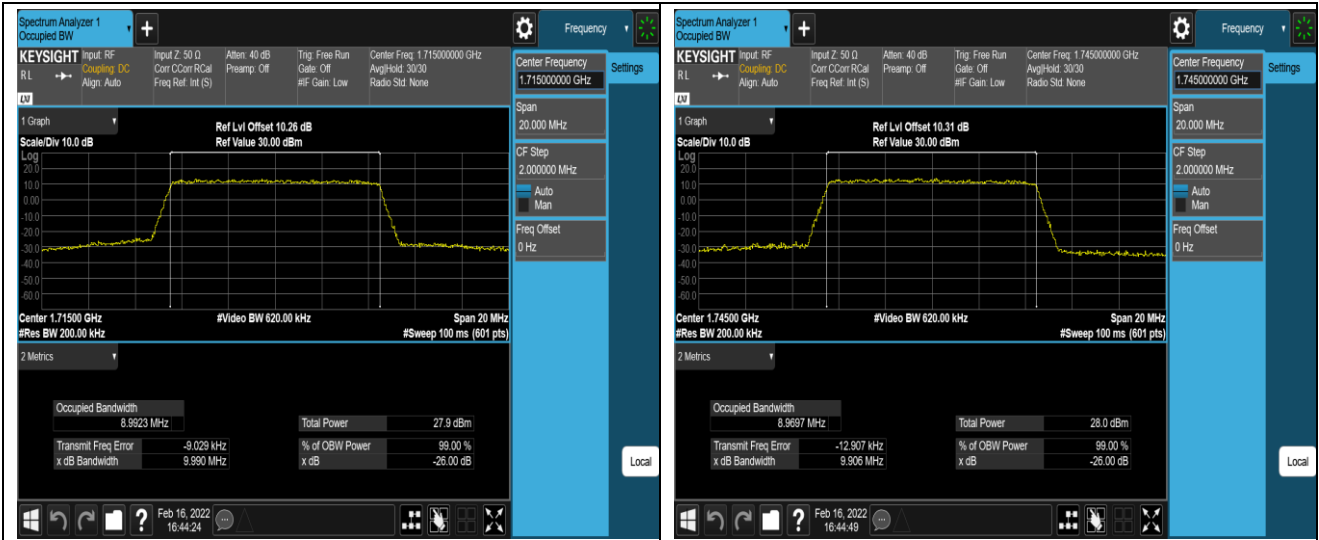 Spectrum Analyzer 1
Occupied BW
+
Frequency
KEYSIGHT
Input: RF
Coupling: DC
Align: Auto
Input Z: 50 Ω
Corr CCorr RCal
Freq Ref: Int (S)
Atten: 40 dB
Preamp: Off
Trig: Free Run
Gate: Off
#IF Gain: Low
Center Freq: 1.715000000 GHz
Avg|Hold: 30/30
Radio Std: None
RL
LXI
Center Frequency
1.715000000 GHz
Settings
Span
20.000 MHz
CF Step
2.000000 MHz
Auto
Man
Freq Offset
0 Hz
1 Graph
Scale/Div 10.0 dB
Ref Lvl Offset 10.26 dB
Ref Value 30.00 dBm
Log
20.0
10.0
0.00
-10.0
-20.0
-30.0
-40.0
-50.0
-60.0
Center 1.71500 GHz
#Video BW 620.00 kHz
Span 20 MHz
#Res BW 200.00 kHz
#Sweep 100 ms (601 pts)
2 Metrics
Occupied Bandwidth
8.9923 MHz
Total Power 27.9 dBm
Transmit Freq Error -9.029 kHz
% of OBW Power 99.00 %
x dB Bandwidth 9.990 MHz
x dB -26.00 dB
Local
?
Feb 16, 2022
16:44:24
Spectrum Analyzer 1
Occupied BW
+
Frequency
KEYSIGHT
Input: RF
Coupling: DC
Align: Auto
Input Z: 50 Ω
Corr CCorr RCal
Freq Ref: Int (S)
Atten: 40 dB
Preamp: Off
Trig: Free Run
Gate: Off
#IF Gain: Low
Center Freq: 1.745000000 GHz
Avg|Hold: 30/30
Radio Std: None
RL
LXI
Center Frequency
1.745000000 GHz
Settings
Span
20.000 MHz
CF Step
2.000000 MHz
Auto
Man
Freq Offset
0 Hz
1 Graph
Scale/Div 10.0 dB
Ref Lvl Offset 10.31 dB
Ref Value 30.00 dBm
Log
20.0
10.0
0.00
-10.0
-20.0
-30.0
-40.0
-50.0
-60.0
Center 1.74500 GHz
#Video BW 620.00 kHz
Span 20 MHz
#Res BW 200.00 kHz
#Sweep 100 ms (601 pts)
2 Metrics
Occupied Bandwidth
8.9697 MHz
Total Power 28.0 dBm
Transmit Freq Error -12.907 kHz
% of OBW Power 99.00 %
x dB Bandwidth 9.906 MHz
x dB -26.00 dB
Local
?
Feb 16, 2022
16:44:49